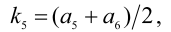 k₅ = (a₅ + a₆)/2 ,